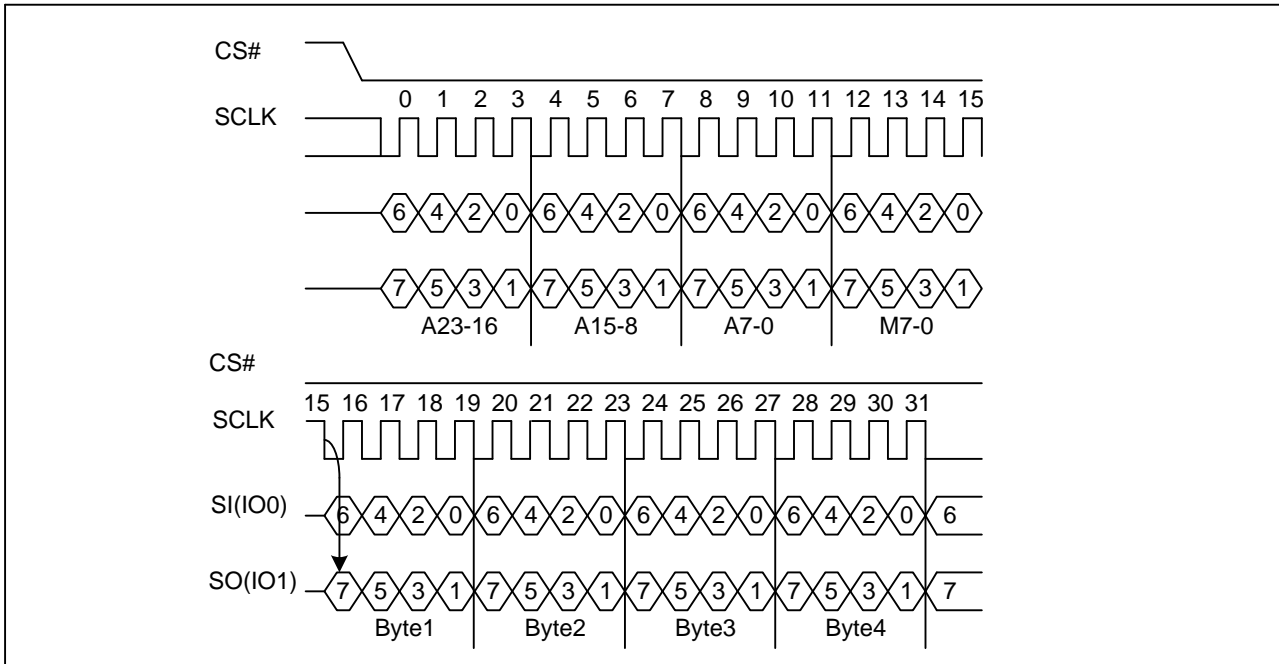 CS#
0 1 2 3 4 5 6 7 8 9 10 11 12 13 14 15
SCLK
6 4 2 0 6 4 2 0 6 4 2 0 6 4 2 0
7 5 3 1 7 5 3 1 7 5 3 1 7 5 3 1
A23-16 A15-8 A7-0 M7-0
CS#
15 16 17 18 19 20 21 22 23 24 25 26 27 28 29 30 31
SCLK
SI(IO0) 6 4 2 0 6 4 2 0 6 4 2 0 6 4 2 0 6
SO(IO1) 7 5 3 1 7 5 3 1 7 5 3 1 7 5 3 1 7
Byte1 Byte2 Byte3 Byte4